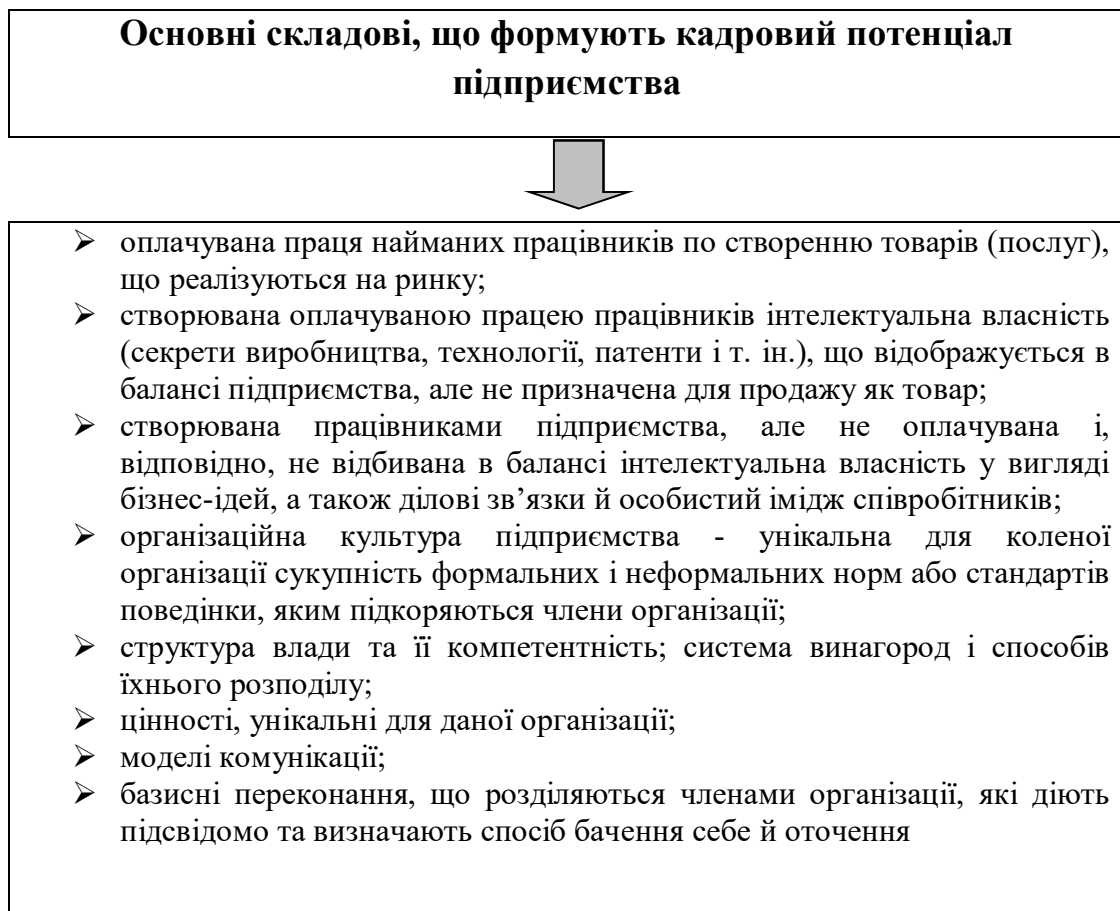 Основні складові, що формують кадровий потенціал
підприємства
➢ оплачувана праця найманих працівників по створенню товарів (послуг),
що реалізуються на ринку;
➢ створювана оплачуваною працею працівників інтелектуальна власність
(секрети виробництва, технології, патенти і т. ін.), що відображується в
балансі підприємства, але не призначена для продажу як товар;
➢ створювана працівниками підприємства, але не оплачувана і,
відповідно, не відбивана в балансі інтелектуальна власність у вигляді
бізнес-ідей, а також ділові зв’язки й особистий імідж співробітників;
➢ організаційна культура підприємства - унікальна для коленої
організації сукупність формальних і неформальних норм або стандартів
поведінки, яким підкоряються члени організації;
➢ структура влади та її компетентність; система винагород і способів
їхнього розподілу;
➢ цінності, унікальні для даної організації;
➢ моделі комунікації;
➢ базисні переконання, що розділяються членами організації, які діють
підсвідомо та визначають спосіб бачення себе й оточення